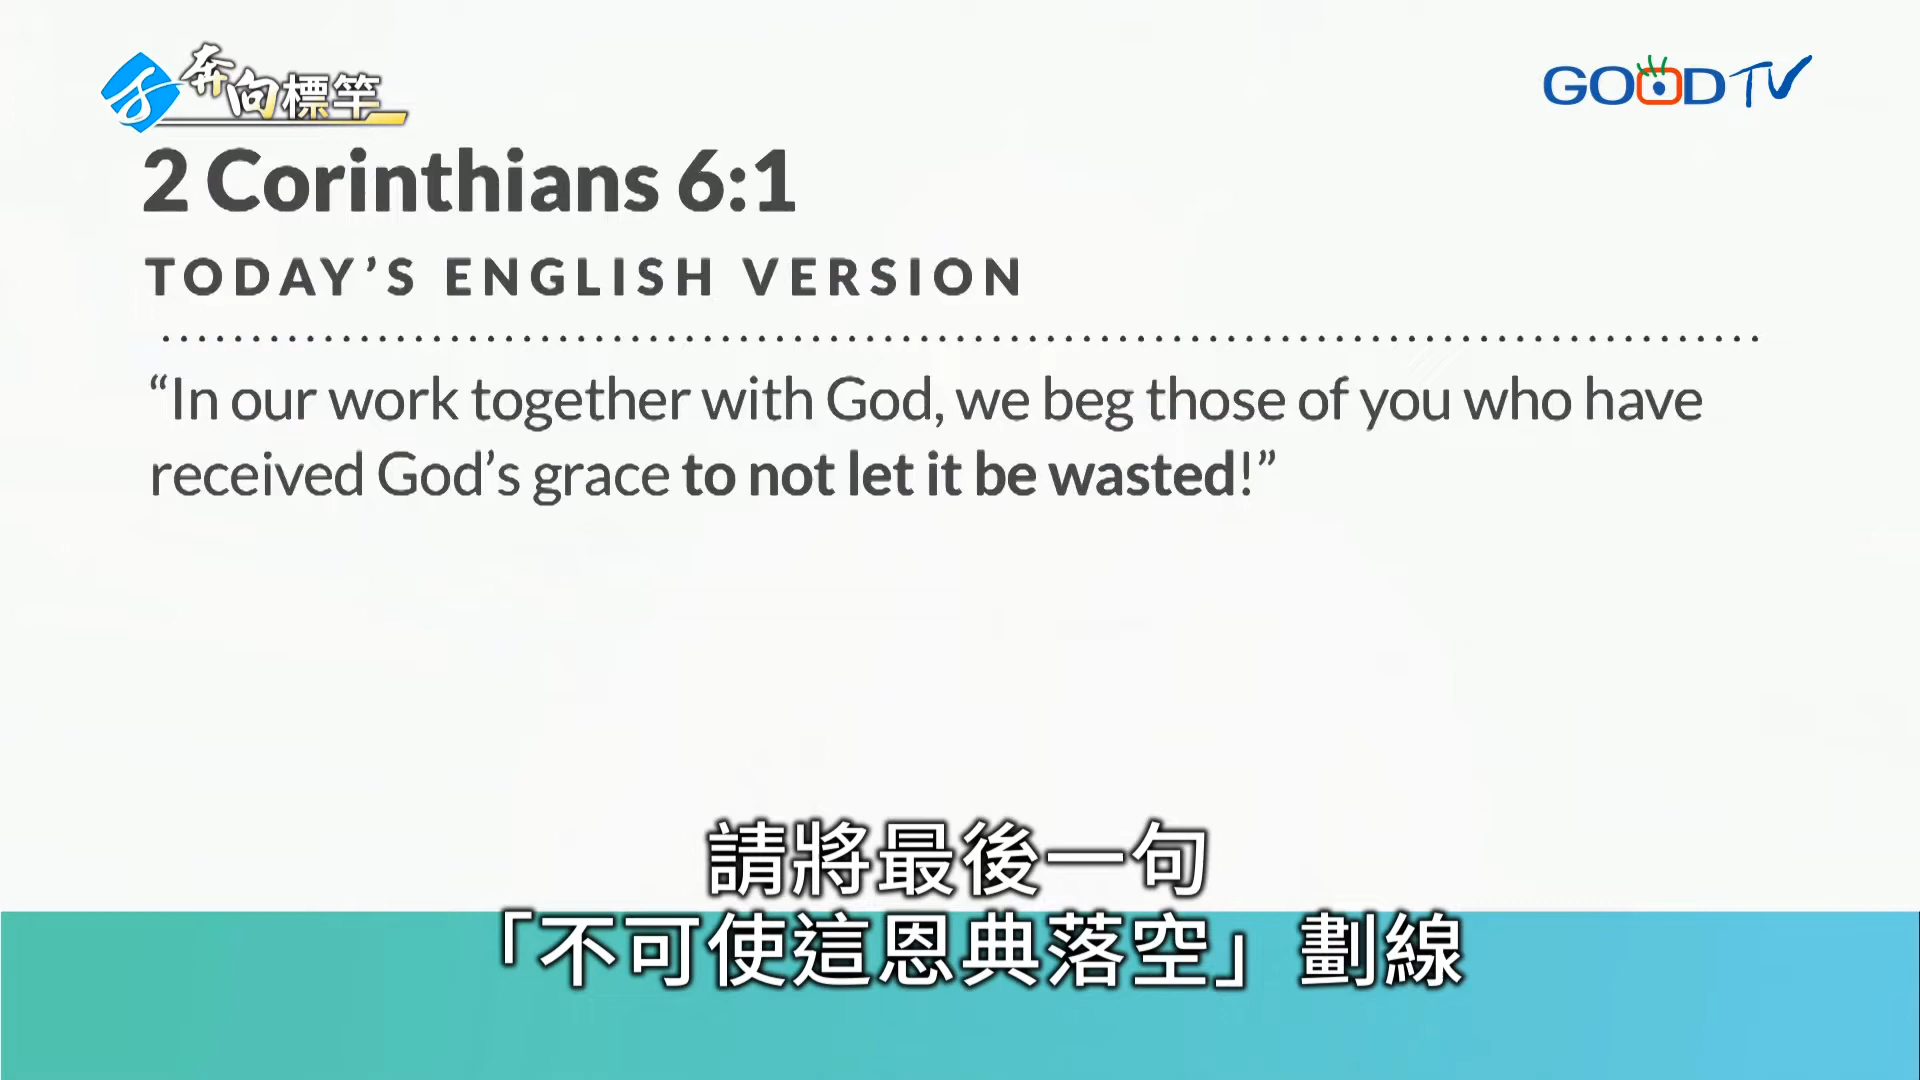 奔向標竿
GOOD TV
2 Corinthians 6:1
TODAY’S ENGLISH VERSION
“In our work together with God, we beg those of you who have
received God’s grace to not let it be wasted!”
請將最後一句
「不可使這恩典落空」劃線